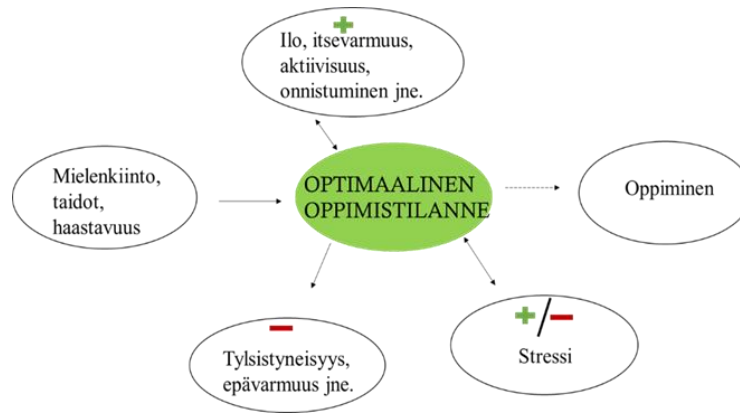 +
Ilo, itsevarmuus,
aktiivisuus,
onnistuminen jne.
Mielenkiinto,
taidot,
haastavuus
OPTIMAALINEN
OPPIMISTILANNE
Oppiminen
−
Tylsistyneisyys,
epävarmuus jne.
+/−
Stressi